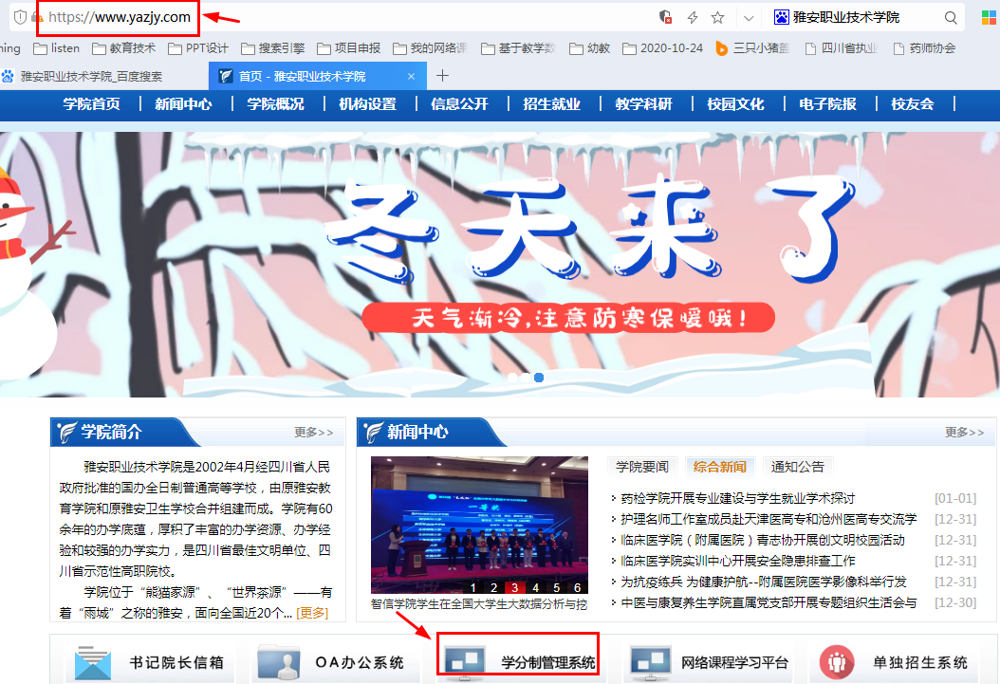 https://www.yazjy.com
雅安职业技术学院
ning listen 教育技术 PPT设计 搜索引擎 项目申报 我的网络课 基于教学数 幼教 2020-10-24 三只小猪盖 四川省执业 药师协会
雅安职业技术学院_百度搜索
首页 - 雅安职业技术学院
学院首页 新闻中心 学院概况 机构设置 信息公开 招生就业 教学科研 校园文化 电子院报 校友会
冬天来了
天气渐冷,注意防寒保暖哦!
学院简介 更多>>
雅安职业技术学院是2002年4月经四川省人民
政府批准的国办全日制普通高等学校，由原雅安教
育学院和原雅安卫生学校合并组建而成。学院有60
余年的办学底蕴，厚积了丰富的办学资源、办学经
验和较强的办学实力，是四川省最佳文明单位、四
川省示范性高职院校。
学院位于“熊猫家源”、“世界茶源”——有
着“雨城”之称的雅安，面向全国近20个... [更多]
新闻中心 更多>>
一等奖
1 2 3 4 5 6
智信学院学生在全国大学生大数据分析与挖
学院要闻 综合新闻 通知公告
药检学院开展专业建设与学生就业学术探讨 [01-01]
护理名师工作室成员赴天津医高专和沧州医高专交流学 [12-31]
临床医学院（附属医院）青志协开展创文明校园活动 [12-31]
临床医学院实训中心开展安全隐患排查工作 [12-31]
为抗疫练兵 为健康护航--附属医院医学影像科举行 [12-31]
中医与康复养生学院直属党支部开展专题组织生活会与 [12-30]
书记院长信箱 OA办公系统 学分制管理系统 网络课程学习平台 单独招生系统